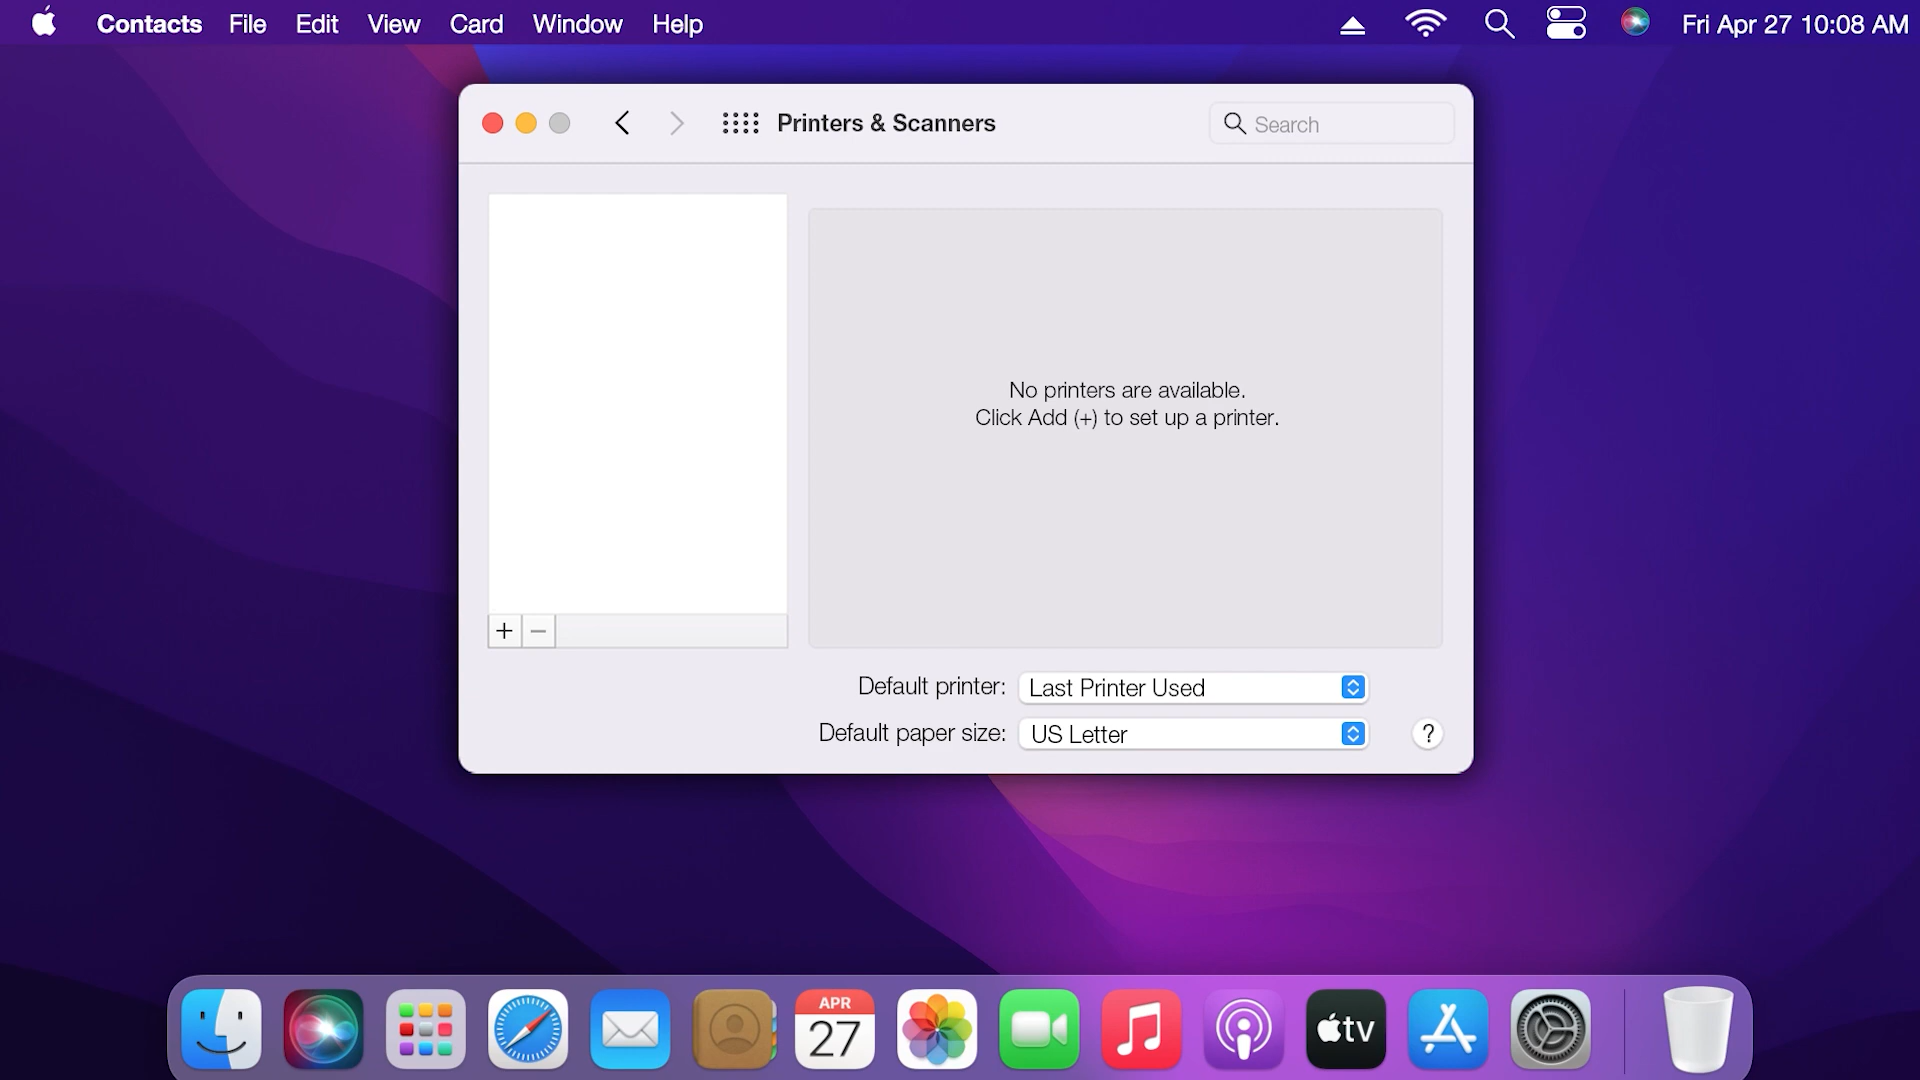 Contacts File Edit View Card Window Help Fri Apr 27 10:08 AM
Printers & Scanners Search
No printers are available.
Click Add (+) to set up a printer.
+ −
Default printer: Last Printer Used
Default paper size: US Letter ?
APR
27
tv